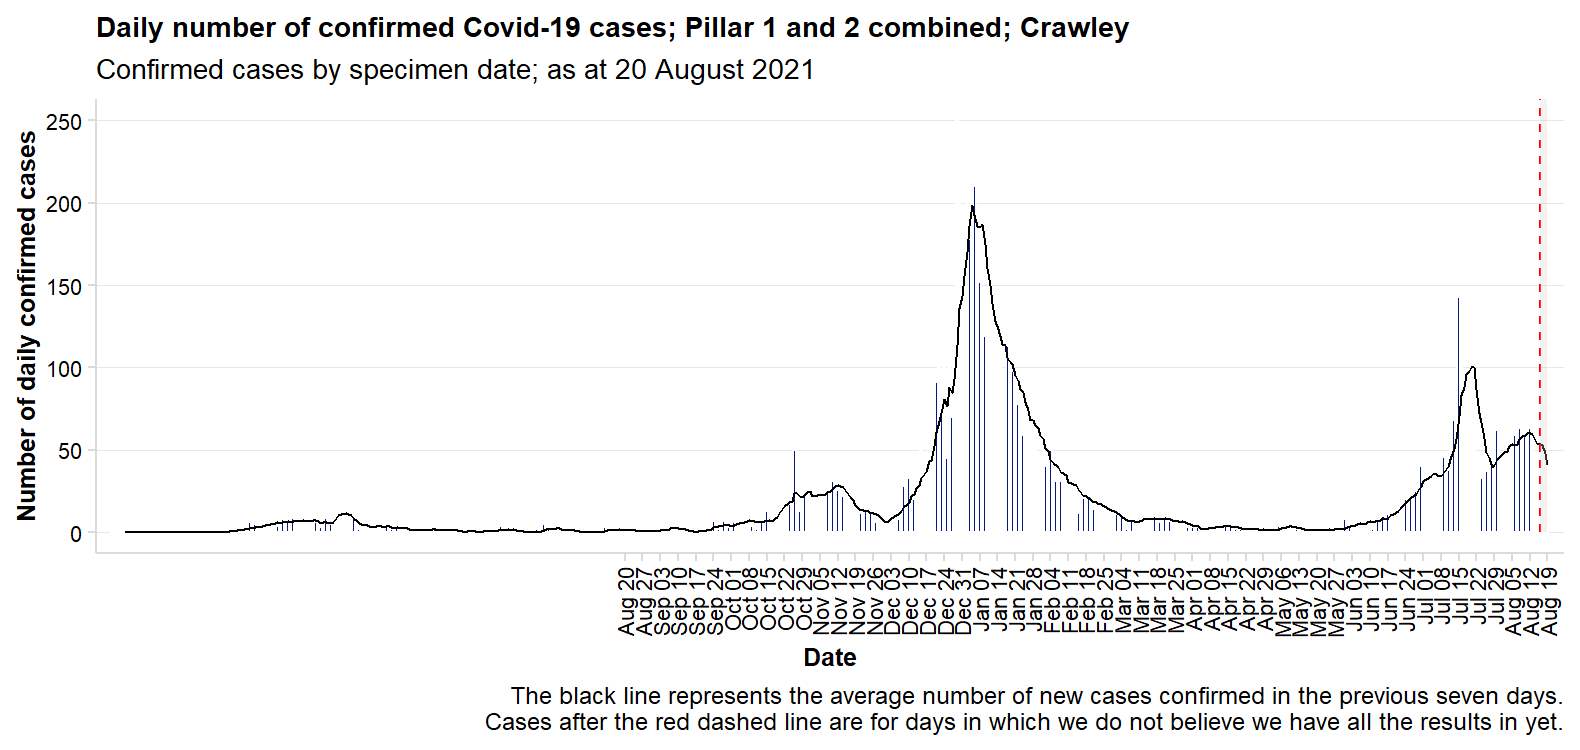 Daily number of confirmed Covid-19 cases; Pillar 1 and 2 combined; Crawley
Confirmed cases by specimen date; as at 20 August 2021
Number of daily confirmed cases
250
200
150
100
50
0
Aug 20
Aug 27
Sep 03
Sep 10
Sep 17
Sep 24
Oct 01
Oct 08
Oct 15
Oct 22
Oct 29
Nov 05
Nov 12
Nov 19
Nov 26
Dec 03
Dec 10
Dec 17
Dec 24
Dec 31
Jan 07
Jan 14
Jan 21
Jan 28
Feb 04
Feb 11
Feb 18
Feb 25
Mar 04
Mar 11
Mar 18
Mar 25
Apr 01
Apr 08
Apr 15
Apr 22
Apr 29
May 06
May 13
May 20
May 27
Jun 03
Jun 10
Jun 17
Jun 24
Jul 01
Jul 08
Jul 15
Jul 22
Jul 29
Aug 05
Aug 12
Aug 19
Date
The black line represents the average number of new cases confirmed in the previous seven days.
Cases after the red dashed line are for days in which we do not believe we have all the results in yet.